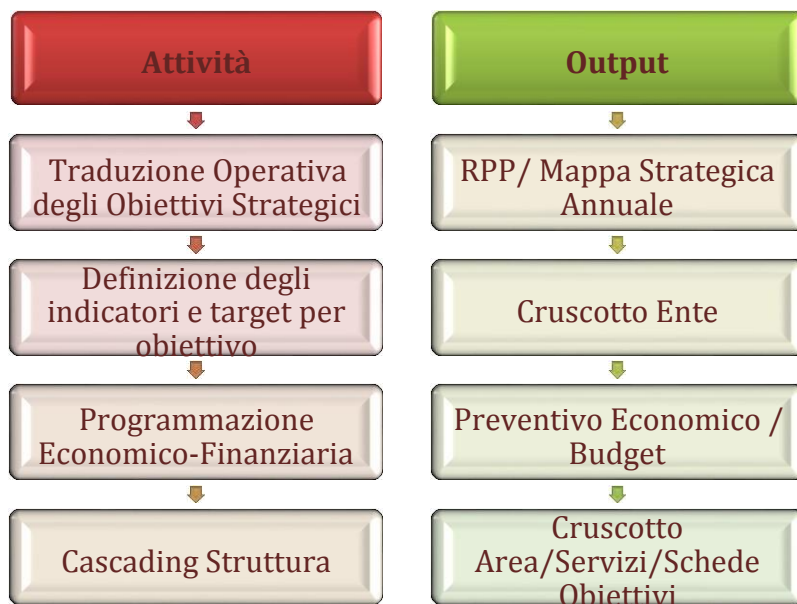 Attività
Traduzione Operativa
degli Obiettivi Strategici
Definizione degli
indicatori e target per
obiettivo
Programmazione
Economico-Finanziaria
Cascading Struttura
Output
RPP/ Mappa Strategica
Annuale
Cruscotto Ente
Preventivo Economico /
Budget
Cruscotto
Area/Servizi/Schede
Obiettivi